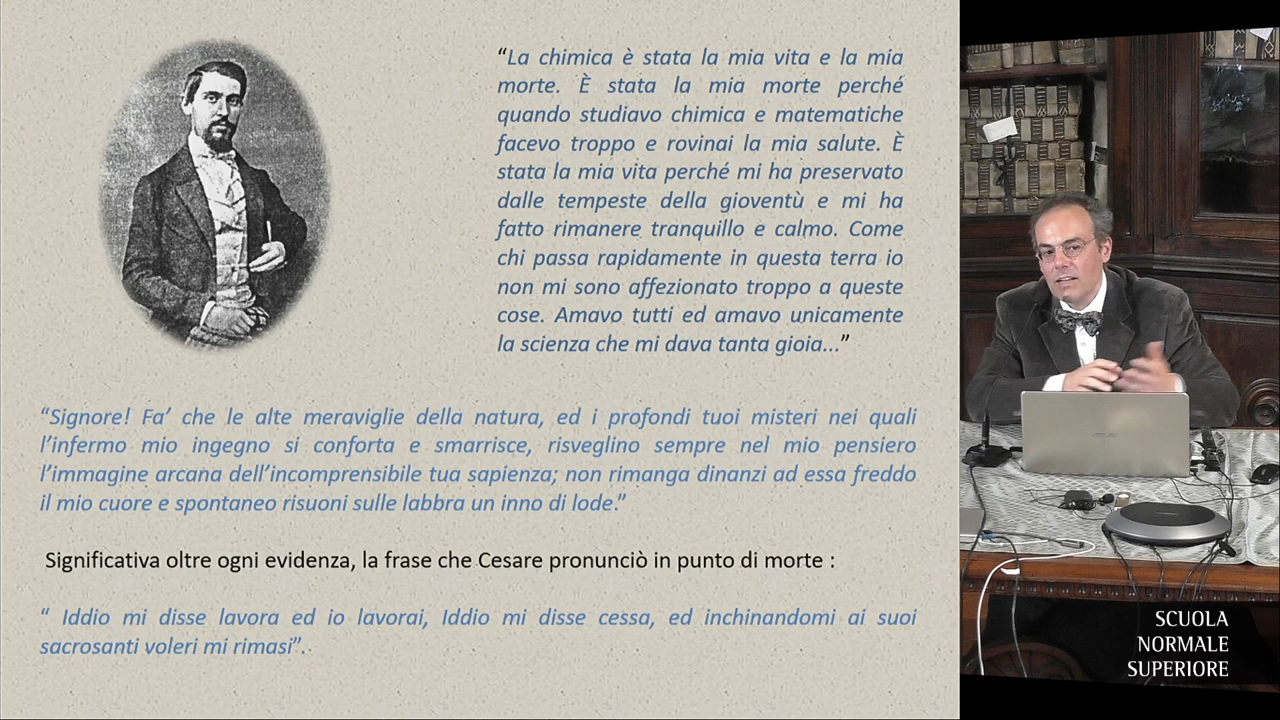 “La chimica è stata la mia vita e la mia
morte. È stata la mia morte perché
quando studiavo chimica e matematiche
facevo troppo e rovinai la mia salute. È
stata la mia vita perché mi ha preservato
dalle tempeste della gioventù e mi ha
fatto rimanere tranquillo e calmo. Come
chi passa rapidamente in questa terra io
non mi sono affezionato troppo a queste
cose. Amavo tutti ed amavo unicamente
la scienza che mi dava tanta gioia...”
“Signore! Fa’ che le alte meraviglie della natura, ed i profondi tuoi misteri nei quali
l’infermo mio ingegno si conforta e smarrisce, risveglino sempre nel mio pensiero
l’immagine arcana dell’incomprensibile tua sapienza; non rimanga dinanzi ad essa freddo
il mio cuore e spontaneo risuoni sulle labbra un inno di lode.”
Significativa oltre ogni evidenza, la frase che Cesare pronunciò in punto di morte :
“ Iddio mi disse lavora ed io lavorai, Iddio mi disse cessa, ed inchinandomi ai suoi
sacrosanti voleri mi rimasi”.
SCUOLA
NORMALE
SUPERIORE